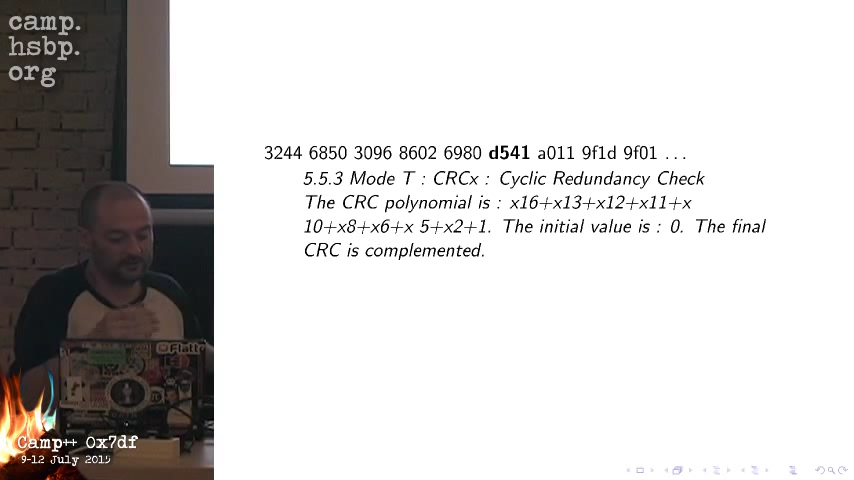 camp.
hsbp.
org
3244 6850 3096 8602 6980 d541 a011 9f1d 9f01 ...
5.5.3 Mode T : CRCx : Cyclic Redundancy Check
The CRC polynomial is : x16+x13+x12+x11+x
10+x8+x6+x 5+x2+1. The initial value is : 0. The final
CRC is complemented.
Flattr
Camp++ 0x7df
9-12 July 2015